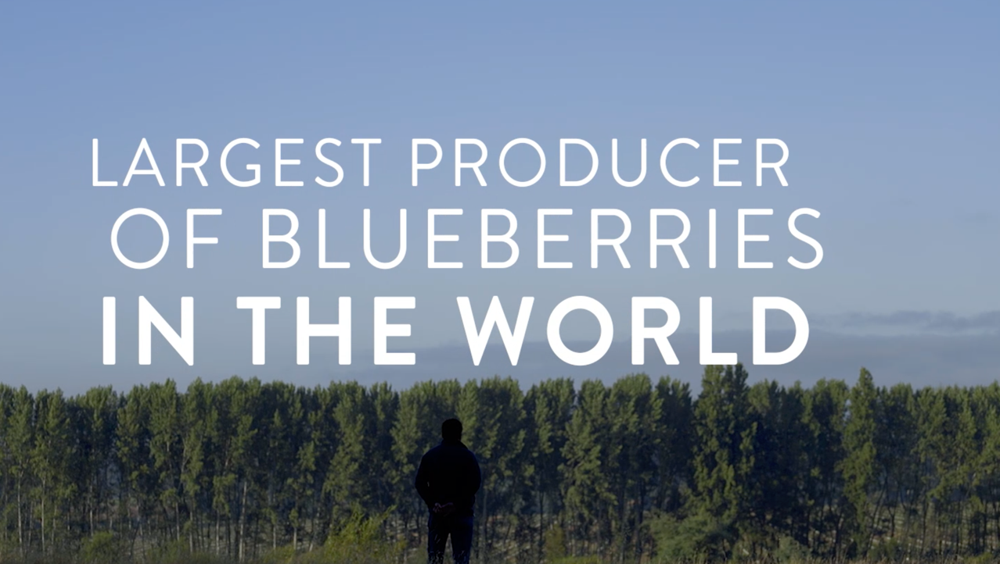 LARGEST PRODUCER
OF BLUEBERRIES
IN THE WORLD